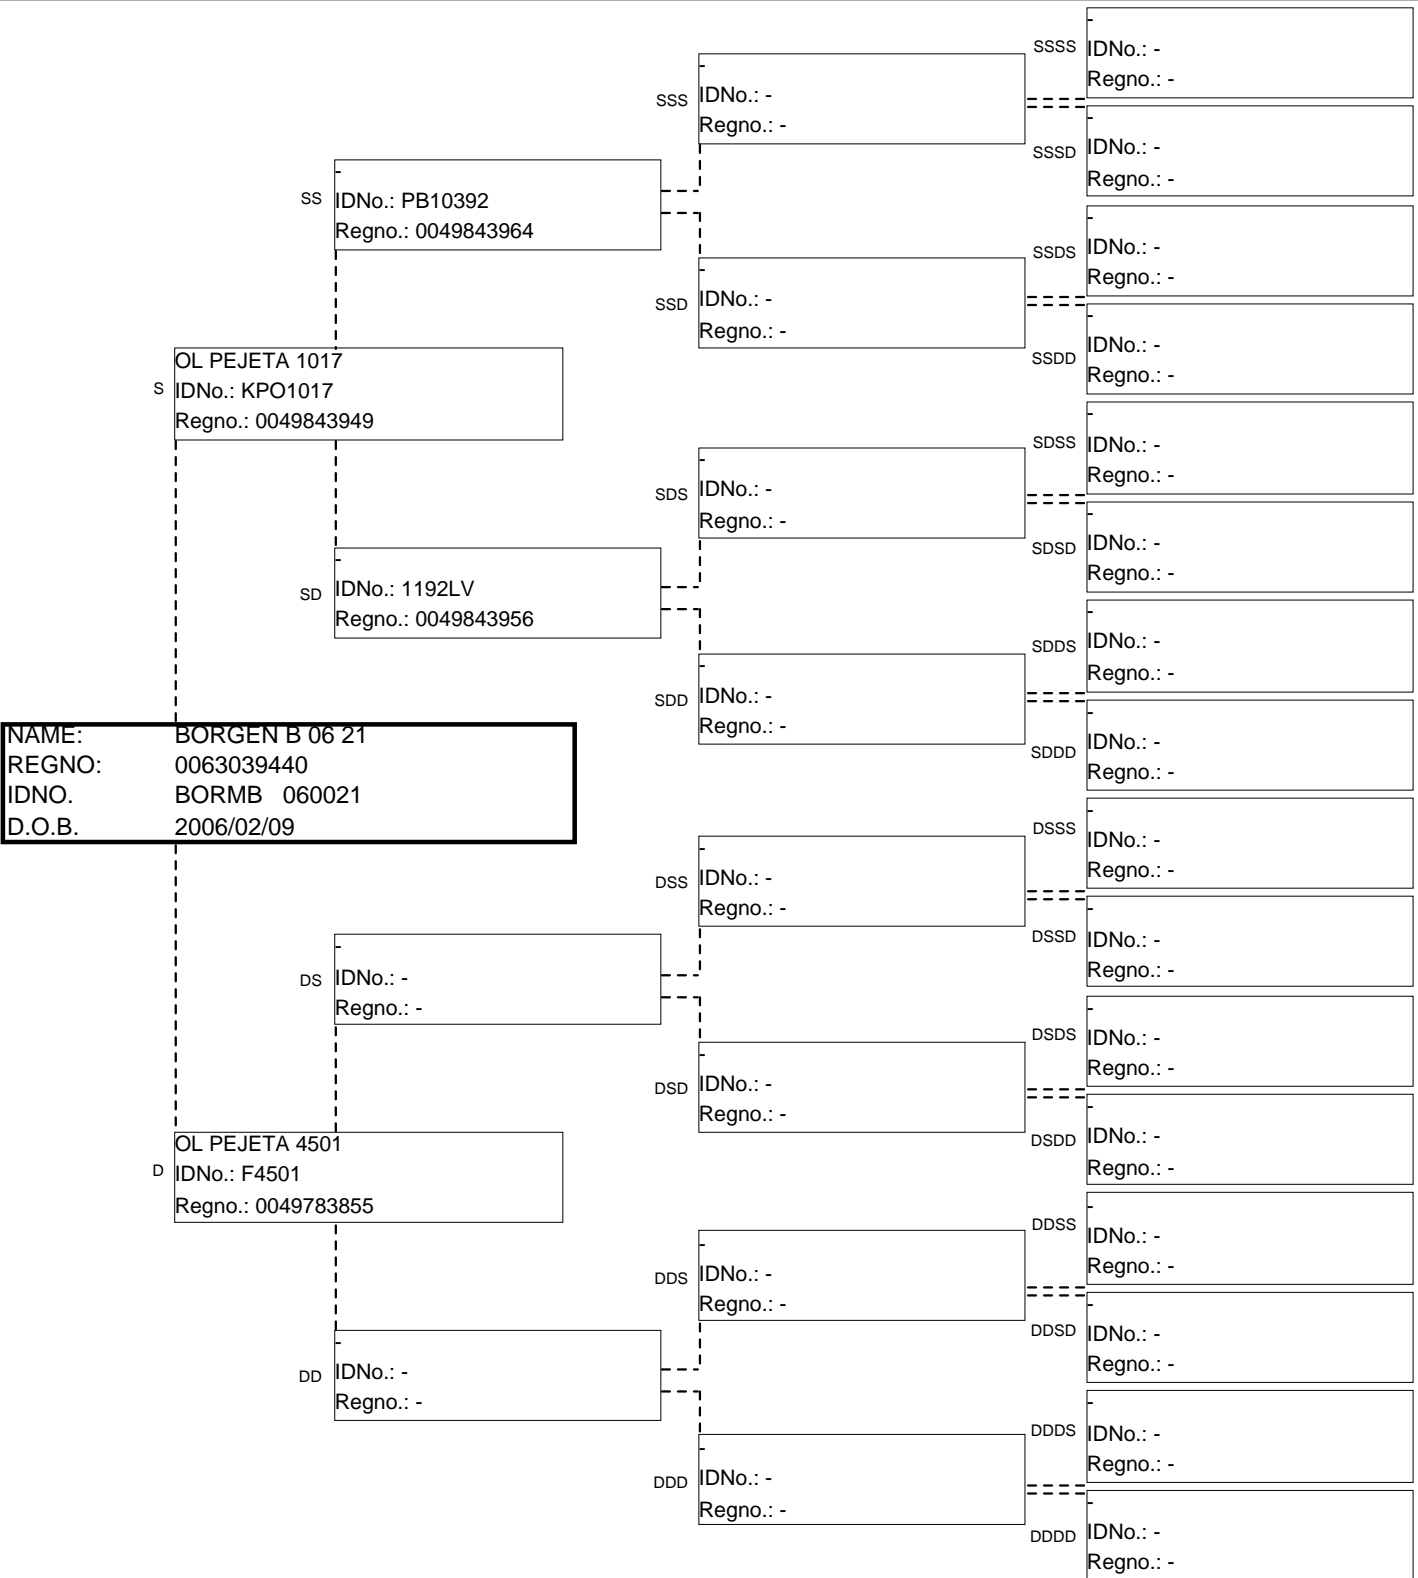 SSSS
-
IDNo.: -
Regno.: -
SSS
-
IDNo.: -
Regno.: -
SSSD
-
IDNo.: -
Regno.: -
SS
-
IDNo.: PB10392
Regno.: 0049843964
SSDS
-
IDNo.: -
Regno.: -
SSD
-
IDNo.: -
Regno.: -
SSDD
-
IDNo.: -
Regno.: -
S
OL PEJETA 1017
IDNo.: KPO1017
Regno.: 0049843949
SDSS
-
IDNo.: -
Regno.: -
SDS
-
IDNo.: -
Regno.: -
SDSD
-
IDNo.: -
Regno.: -
SD
-
IDNo.: 1192LV
Regno.: 0049843956
SDDS
-
IDNo.: -
Regno.: -
SDD
-
IDNo.: -
Regno.: -
SDDD
-
IDNo.: -
Regno.: -
NAME: BORGEN B 06 21
REGNO: 0063039440
IDNO. BORMB 060021
D.O.B. 2006/02/09
DSSS
-
IDNo.: -
Regno.: -
DSS
-
IDNo.: -
Regno.: -
DSSD
-
IDNo.: -
Regno.: -
DS
-
IDNo.: -
Regno.: -
DSDS
-
IDNo.: -
Regno.: -
DSD
-
IDNo.: -
Regno.: -
DSDD
-
IDNo.: -
Regno.: -
D
OL PEJETA 4501
IDNo.: F4501
Regno.: 0049783855
DDSS
-
IDNo.: -
Regno.: -
DDS
-
IDNo.: -
Regno.: -
DDSD
-
IDNo.: -
Regno.: -
DD
-
IDNo.: -
Regno.: -
DDDS
-
IDNo.: -
Regno.: -
DDD
-
IDNo.: -
Regno.: -
DDDD
-
IDNo.: -
Regno.: -